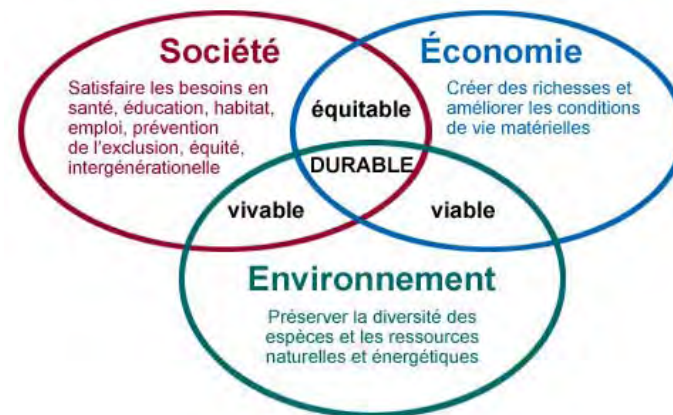 Société
Satisfaire les besoins en
santé, éducation, habitat,
emploi, prévention
de l'exclusion, équité,
intergénérationelle
Économie
Créer des richesses et
améliorer les conditions
de vie matérielles
équitable
DURABLE
vivable
viable
Environnement
Préserver la diversité des
espèces et les ressources
naturelles et énergétiques